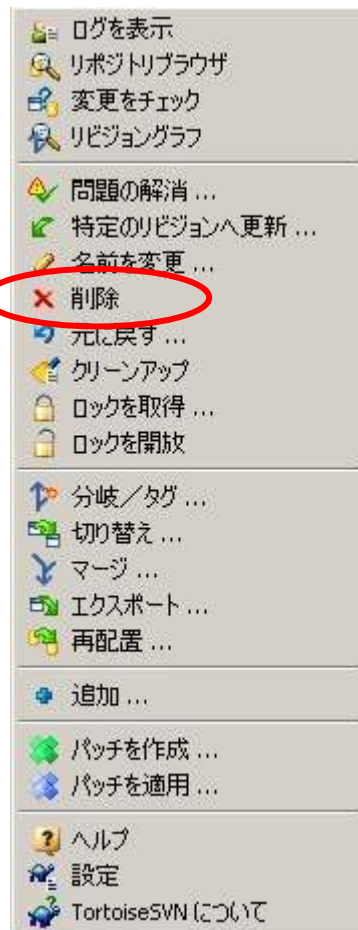 ログを表示
リポジトリブラウザ
変更をチェック
リビジョングラフ
問題の解消 ...
特定のリビジョンへ更新 ...
名前を変更 ...
削除
元に戻す ...
クリーンアップ
ロックを取得 ...
ロックを開放
分岐／タグ ...
切り替え ...
マージ ...
エクスポート ...
再配置 ...
追加 ...
パッチを作成 ...
パッチを適用 ...
ヘルプ
設定
TortoiseSVN について